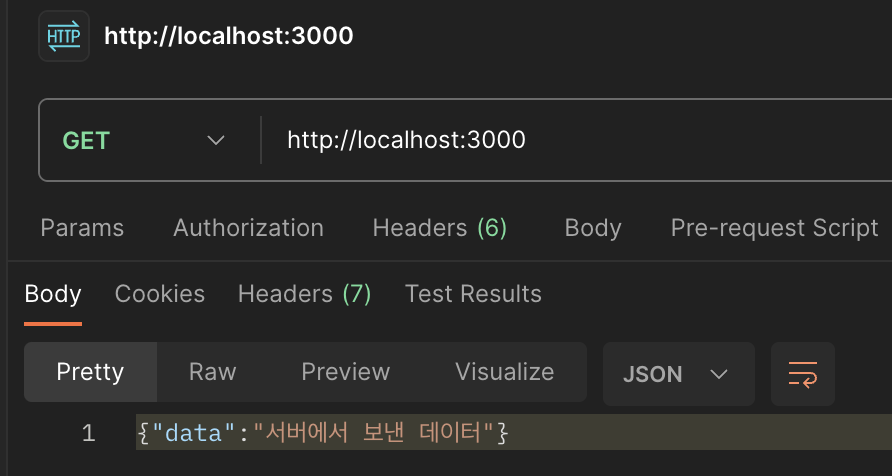 HTTP http://localhost:3000
GET http://localhost:3000
Params Authorization Headers (6) Body Pre-request Script
Body Cookies Headers (7) Test Results
Pretty Raw Preview Visualize JSON
1 {"data":"서버에서 보낸 데이터"}